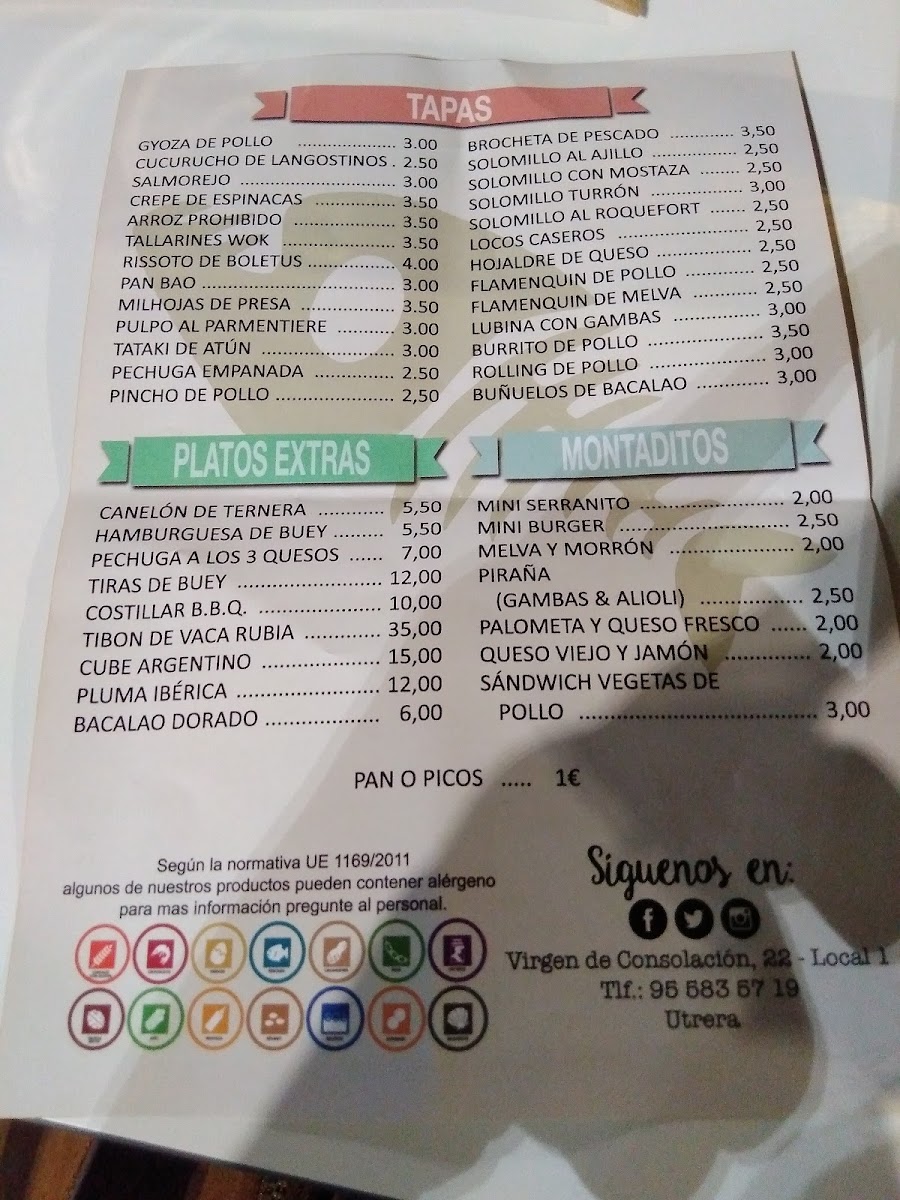 TAPAS
GYOZA DE POLLO .................... 3.00
CUCURUCHO DE LANGOSTINOS . 2.50
SALMOREJO ................................ 3.00
CREPE DE ESPINACAS ................... 3.50
ARROZ PROHIBIDO ....................... 3.50
TALLARINES WOK ....................... 3.50
RISSOTO DE BOLETUS .................. 4.00
PAN BAO ....................................... 3.00
MILHOJAS DE PRESA .................... 3.50
PULPO AL PARMENTIERE ............ 3.00
TATAKI DE ATÚN ........................... 3.00
PECHUGA EMPANADA ................ 2.50
PINCHO DE POLLO ........................ 2,50
BROCHETA DE PESCADO ............. 3,50
SOLOMILLO AL AJILLO ................. 2,50
SOLOMILLO CON MOSTAZA ........ 2,50
SOLOMILLO TURRÓN ................... 3,00
SOLOMILLO AL ROQUEFORT ....... 2,50
LOCOS CASEROS .......................... 2,50
HOJALDRE DE QUESO ................... 2,50
FLAMENQUIN DE POLLO .............. 2,50
FLAMENQUIN DE MELVA ............. 2,50
LUBINA CON GAMBAS ................. 3,00
BURRITO DE POLLO ...................... 3,50
ROLLING DE POLLO ....................... 3,00
BUÑUELOS DE BACALAO ............ 3,00
PLATOS EXTRAS
CANELÓN DE TERNERA ............. 5,50
HAMBURGUESA DE BUEY ......... 5,50
PECHUGA A LOS 3 QUESOS ...... 7,00
TIRAS DE BUEY ........................... 12,00
COSTILLAR B.B.Q. ....................... 10,00
TIBON DE VACA RUBIA .............. 35,00
CUBE ARGENTINO ...................... 15,00
PLUMA IBÉRICA .......................... 12,00
BACALAO DORADO ..................... 6,00
MONTADITOS
MINI SERRANITO .......................... 2,00
MINI BURGER ............................... 2,50
MELVA Y MORRÓN ...................... 2,00
PIRAÑA
(GAMBAS & ALIOLI) .................. 2,50
PALOMETA Y QUESO FRESCO ...... 2,00
QUESO VIEJO Y JAMÓN ............... 2,00
SÁNDWICH VEGETAS DE
POLLO ........................................ 3,00
PAN O PICOS ..... 1€
Según la normativa UE 1169/2011
algunos de nuestros productos pueden contener alérgeno
para mas información pregunte al personal.
Síguenos en:
Virgen de Consolación, 22 - Local 1
Tlf.: 95 583 57 19
Utrera